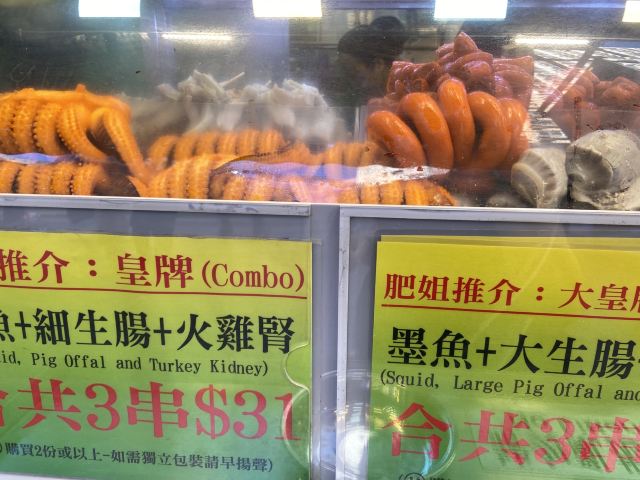 推介：皇牌(Combo)
魚+細生腸+火雞腎
id, Pig Offal and Turkey Kidney)
合共3串$31
購買2份或以上-如需獨立包裝請早揚聲)
肥姐推介：大皇牌
墨魚+大生腸+
(Squid, Large Pig Offal and
合共3串